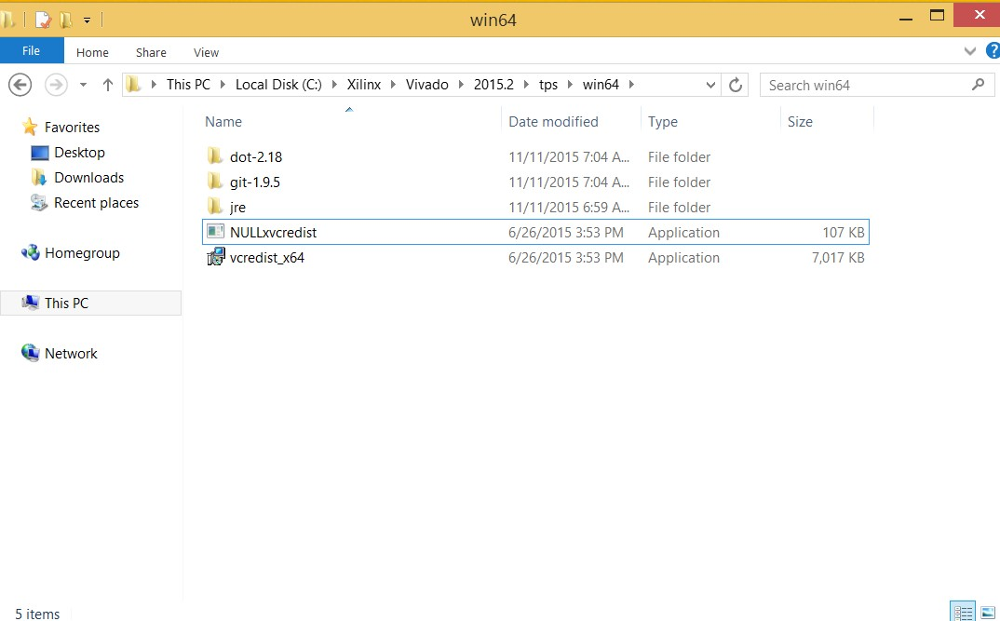 win64
File Home Share View
This PC Local Disk (C:) Xilinx Vivado 2015.2 tps win64
Search win64
Name Date modified Type Size
Favorites
Desktop
Downloads
Recent places
Homegroup
This PC
Network
dot-2.18 11/11/2015 7:04 A... File folder
git-1.9.5 11/11/2015 7:04 A... File folder
jre 11/11/2015 6:59 A... File folder
NULLxvcredist 6/26/2015 3:53 PM Application 107 KB
vcredist_x64 6/26/2015 3:53 PM Application 7,017 KB
5 items